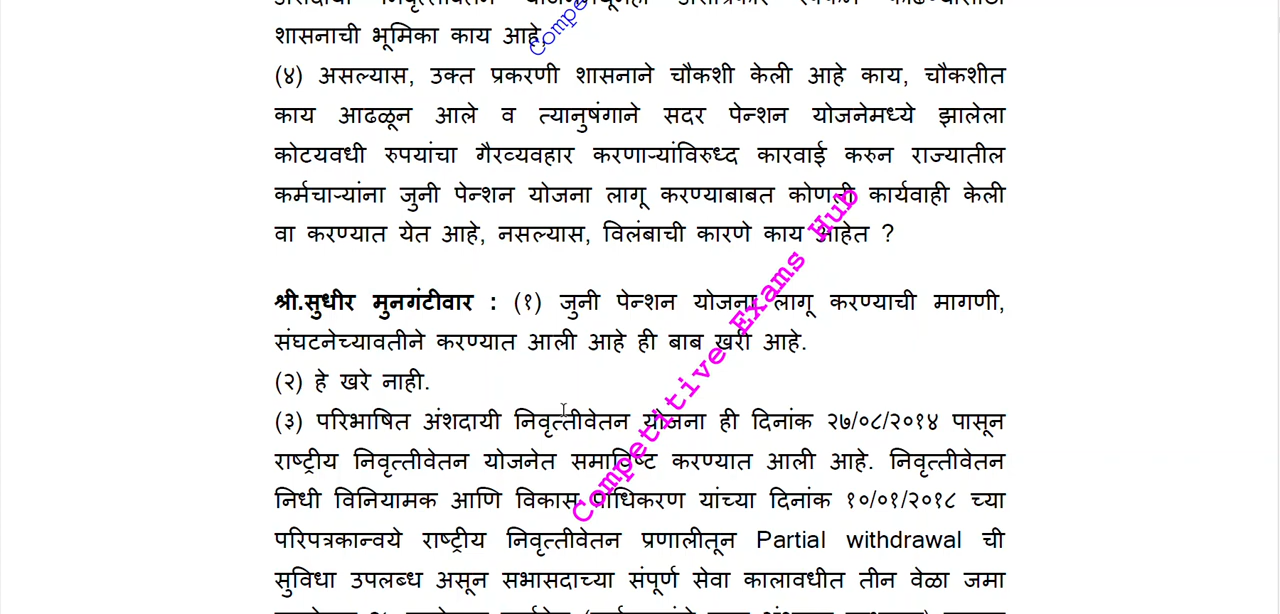 शासनाची भूमिका काय आहे
(४) असल्यास, उक्त प्रकरणी शासनाने चौकशी केली आहे काय, चौकशीत
काय आढळून आले व त्यानुषंगाने सदर पेन्शन योजनेमध्ये झालेला
कोटयवधी रुपयांचा गैरव्यवहार करणाऱ्यांविरुध्द कारवाई करुन राज्यातील
कर्मचाऱ्यांना जुनी पेन्शन योजना लागू करण्याबाबत कोणती कार्यवाही केली
वा करण्यात येत आहे, नसल्यास, विलंबाची कारणे काय आहेत ?
श्री.सुधीर मुनगंटीवार : (१) जुनी पेन्शन योजना लागू करण्याची मागणी,
संघटनेच्यावतीने करण्यात आली आहे ही बाब खरी आहे.
(२) हे खरे नाही.
(३) परिभाषित अंशदायी निवृत्तीवेतन योजना ही दिनांक २७/०८/२०१४ पासून
राष्ट्रीय निवृत्तीवेतन योजनेत समाविष्ट करण्यात आली आहे. निवृत्तीवेतन
निधी विनियामक आणि विकास प्राधिकरण यांच्या दिनांक १०/०१/२०१८ च्या
परिपत्रकान्वये राष्ट्रीय निवृत्तीवेतन प्रणालीतून Partial withdrawal ची
सुविधा उपलब्ध असून सभासदाच्या संपूर्ण सेवा कालावधीत तीन वेळा जमा
Competitive Exams Hub
Compe